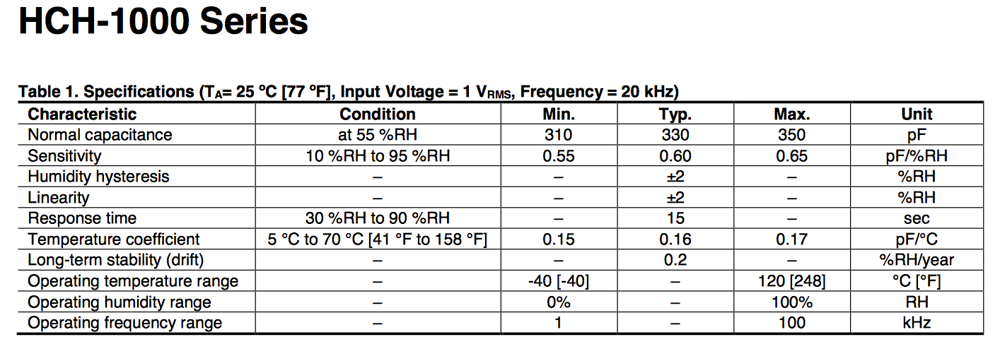 HCH-1000 Series
Table 1. Specifications (TA= 25 ºC [77 ºF], Input Voltage = 1 VRMS, Frequency = 20 kHz)
Characteristic Condition Min. Typ. Max. Unit
Normal capacitance at 55 %RH 310 330 350 pF
Sensitivity 10 %RH to 95 %RH 0.55 0.60 0.65 pF/%RH
Humidity hysteresis – – ±2 – %RH
Linearity – – ±2 – %RH
Response time 30 %RH to 90 %RH – 15 – sec
Temperature coefficient 5 °C to 70 °C [41 °F to 158 °F] 0.15 0.16 0.17 pF/°C
Long-term stability (drift) – – 0.2 – %RH/year
Operating temperature range – -40 [-40] – 120 [248] °C [°F]
Operating humidity range – 0% – 100% RH
Operating frequency range – 1 – 100 kHz